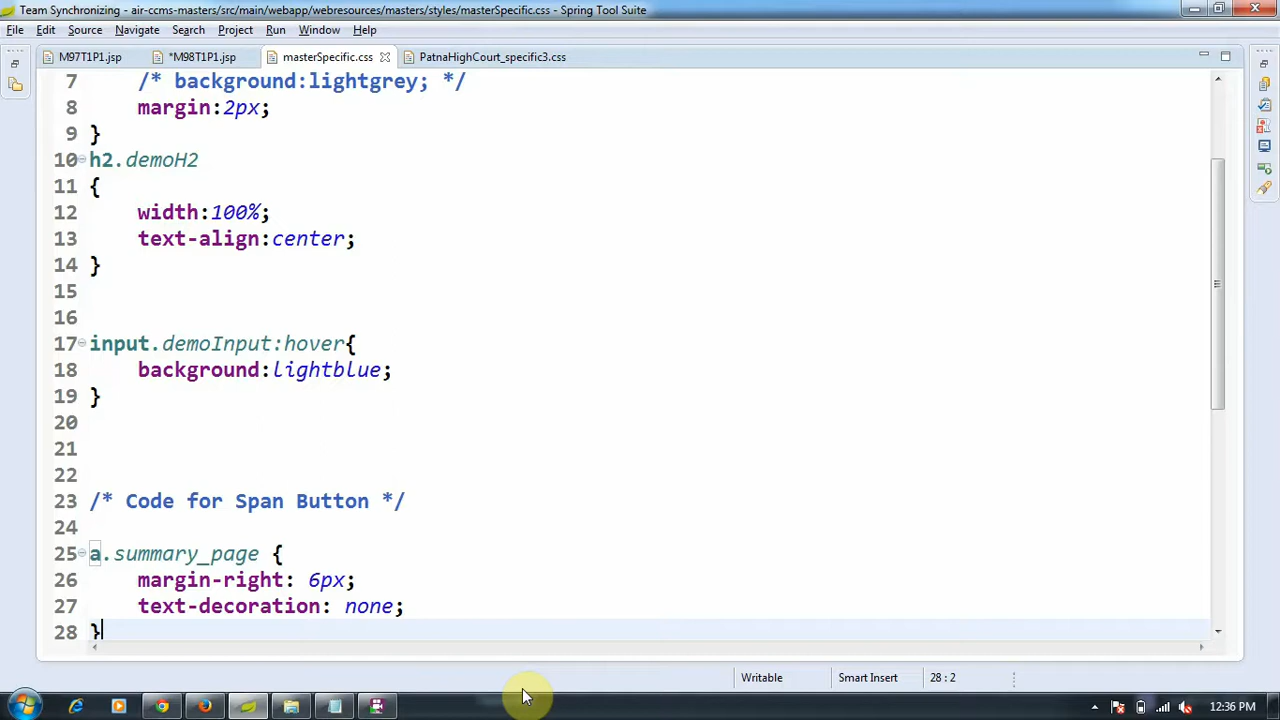 Team Synchronizing - air-ccms-masters/src/main/webapp/webresources/masters/styles/masterSpecific.css - Spring Tool Suite
File Edit Source Navigate Search Project Run Window Help
M97T1P1.jsp *M98T1P1.jsp masterSpecific.css PatnaHighCourt_specific3.css
7 /* background:lightgrey; */
8 margin:2px;
9 }
10 h2.demoH2
11 {
12 width:100%;
13 text-align:center;
14 }
15
16
17 input.demoInput:hover{
18 background:lightblue;
19 }
20
21
22
23 /* Code for Span Button */
24
25 a.summary_page {
26 margin-right: 6px;
27 text-decoration: none;
28 }
Writable Smart Insert 28 : 2
12:36 PM